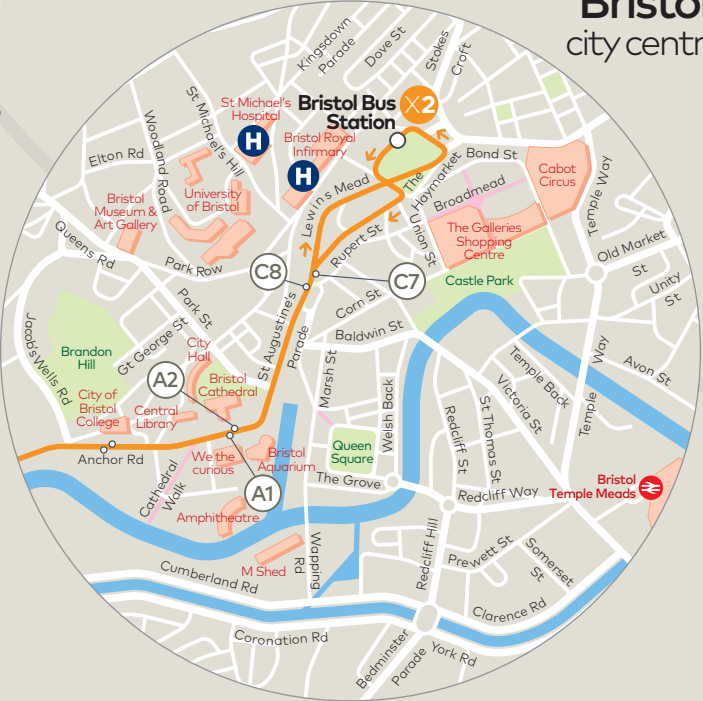 Bristol
city centr
Kingsdown
Parade
Dove St
Stokes
Croft
St Michael's
Hospital
Bristol Bus
Station
X2
H
Bristol Royal
Infirmary
H
Woodland Road
St Michael's Hill
Elton Rd
University
of Bristol
Bristol
Museum &
Art Gallery
Queens Rd
Park Row
Park St
Lewins Mead
The
Haymarket
Bond St
Cabot
Circus
Temple Way
Broadmead
Union St
Rupert St
The Galleries
Shopping
Centre
Castle Park
Old Market
St
Unity
St
C8
C7
Corn St
Baldwin St
St Augustine's
Parade
Jacob's Wells Rd
Brandon
Hill
Gt George St
City
Hall
A2
Bristol
Cathedral
City of
Bristol
College
Central
Library
Marsh St
Welsh Back
Queen
Square
Temple Back
Victoria St
Temple Way
Avon St
Redcliff St
St Thomas St
Anchor Rd
Cathedral
Walk
We the
curious
Bristol
Aquarium
A1
Amphitheatre
The Grove
Redcliff Way
Bristol
Temple Meads
M Shed
Wapping
Rd
Redcliff Hill
Prewett St
Somerset
St
Cumberland Rd
Clarence Rd
Coronation Rd
Bedminster
Parade
York Rd